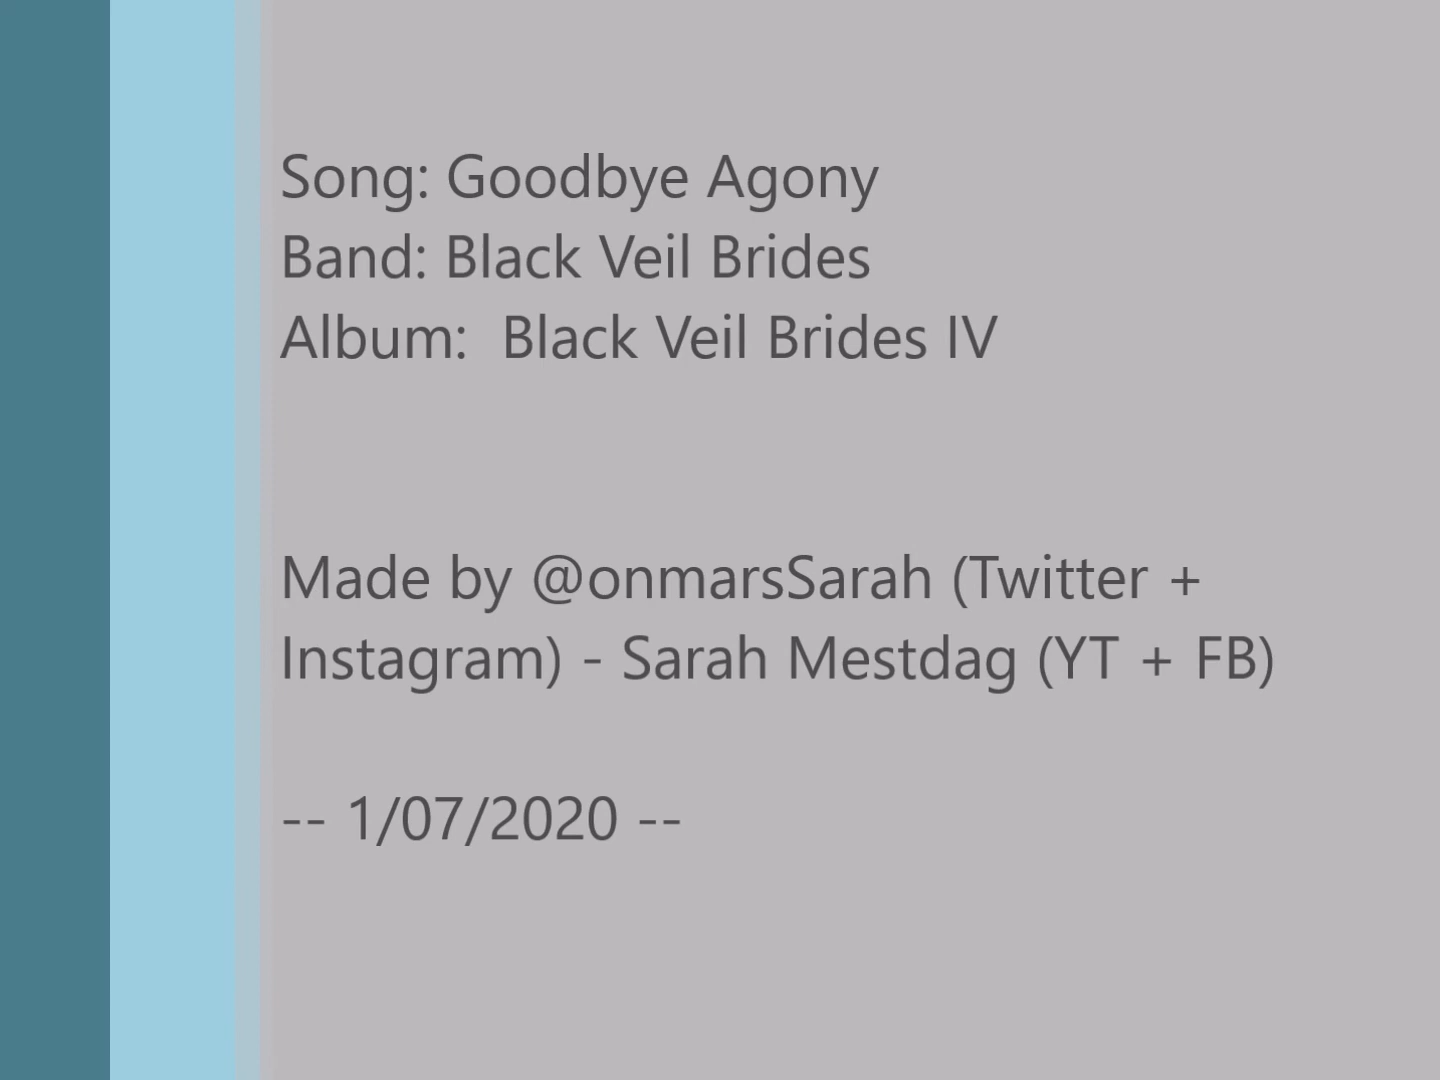 Song: Goodbye Agony
Band: Black Veil Brides
Album:  Black Veil Brides IV
Made by @onmarsSarah (Twitter +
Instagram) - Sarah Mestdag (YT + FB)
-- 1/07/2020 --